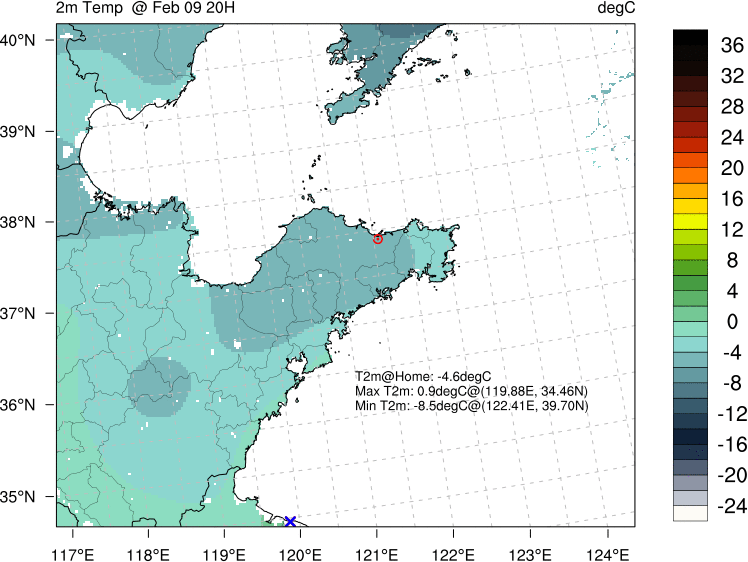 2m Temp @ Feb 09 20H
degC
40°N
39°N
38°N
37°N
36°N
35°N
T2m@Home: -4.6degC
Max T2m: 0.9degC@(119.88E, 34.46N)
Min T2m: -8.5degC@(122.41E, 39.70N)
117°E 118°E 119°E 120°E 121°E 122°E 123°E 124°E
36
32
28
24
20
16
12
8
4
0
-4
-8
-12
-16
-20
-24